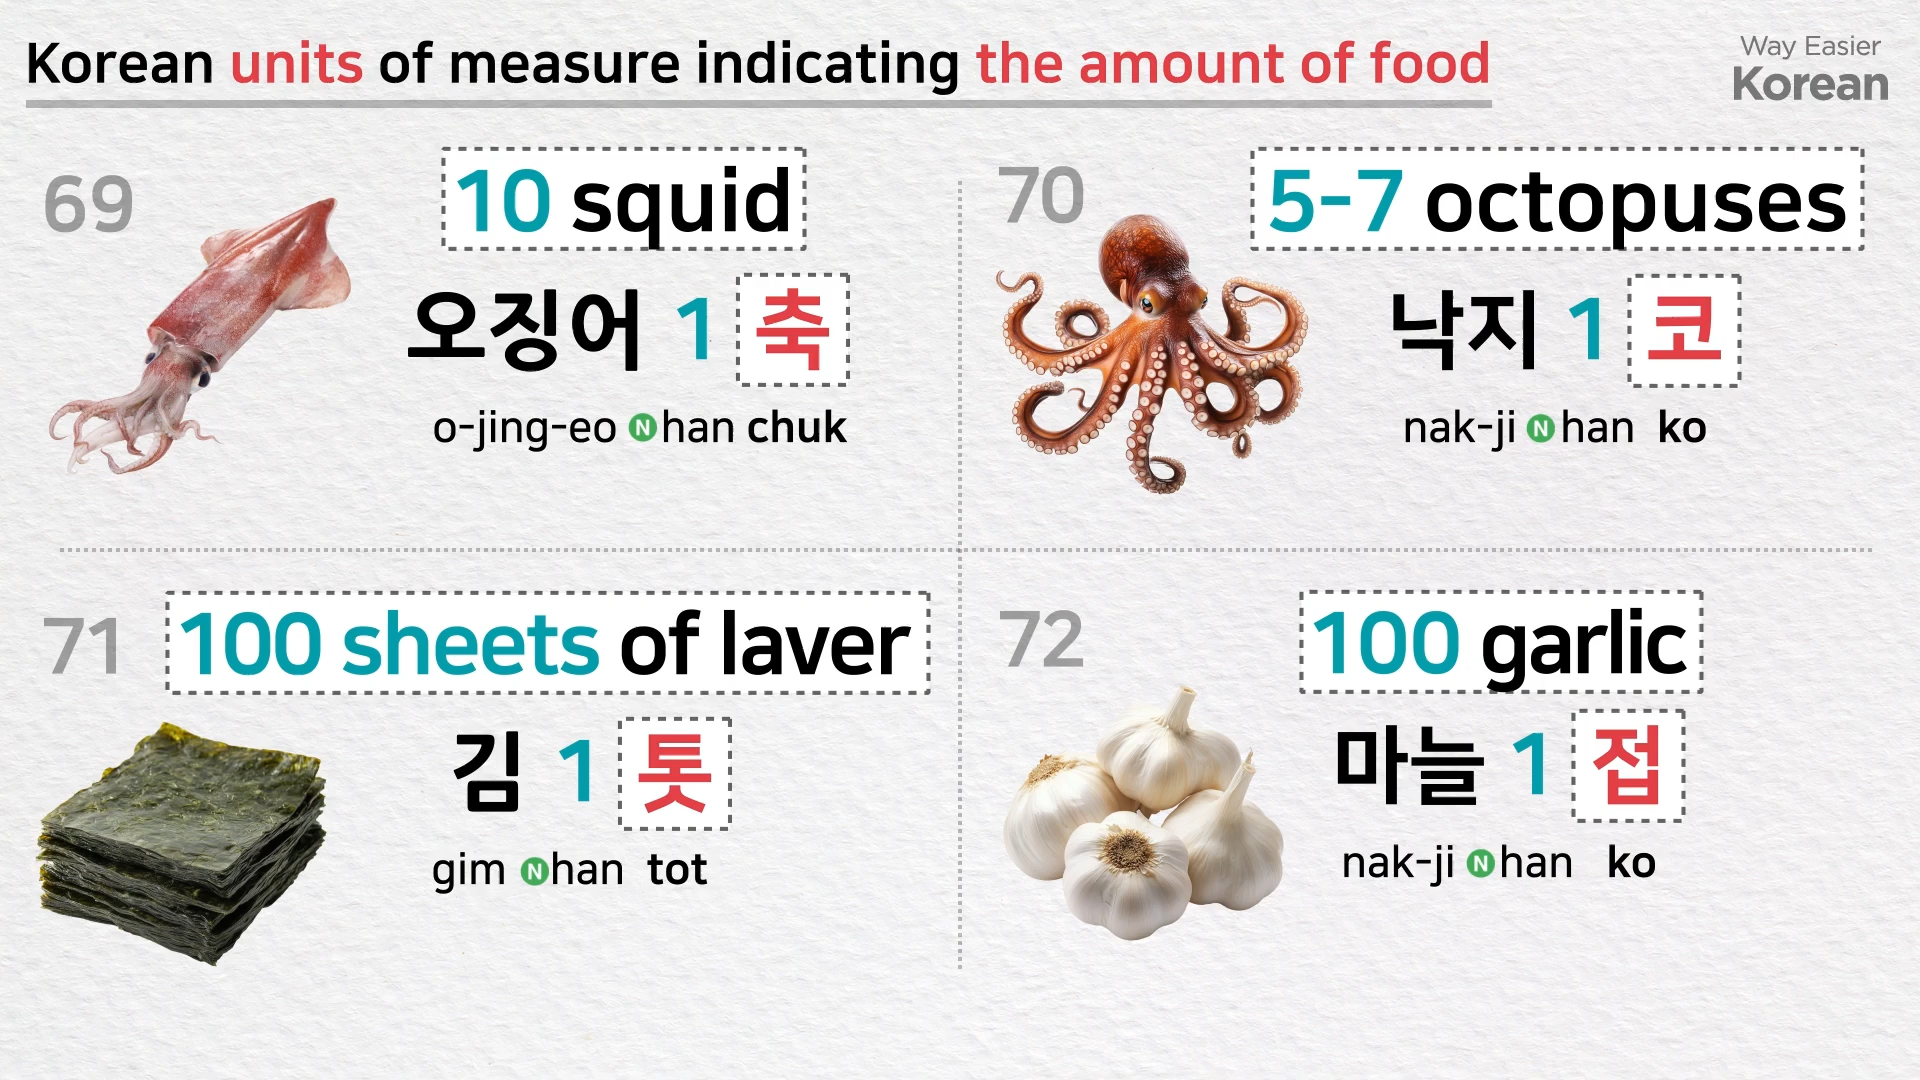 Korean units of measure indicating the amount of food
Way Easier
Korean
69
10 squid
오징어 1 축
o-jing-eo N han chuk
70
5-7 octopuses
낙지 1 코
nak-ji N han ko
71
100 sheets of laver
김 1 톳
gim N han tot
72
100 garlic
마늘 1 접
nak-ji N han ko